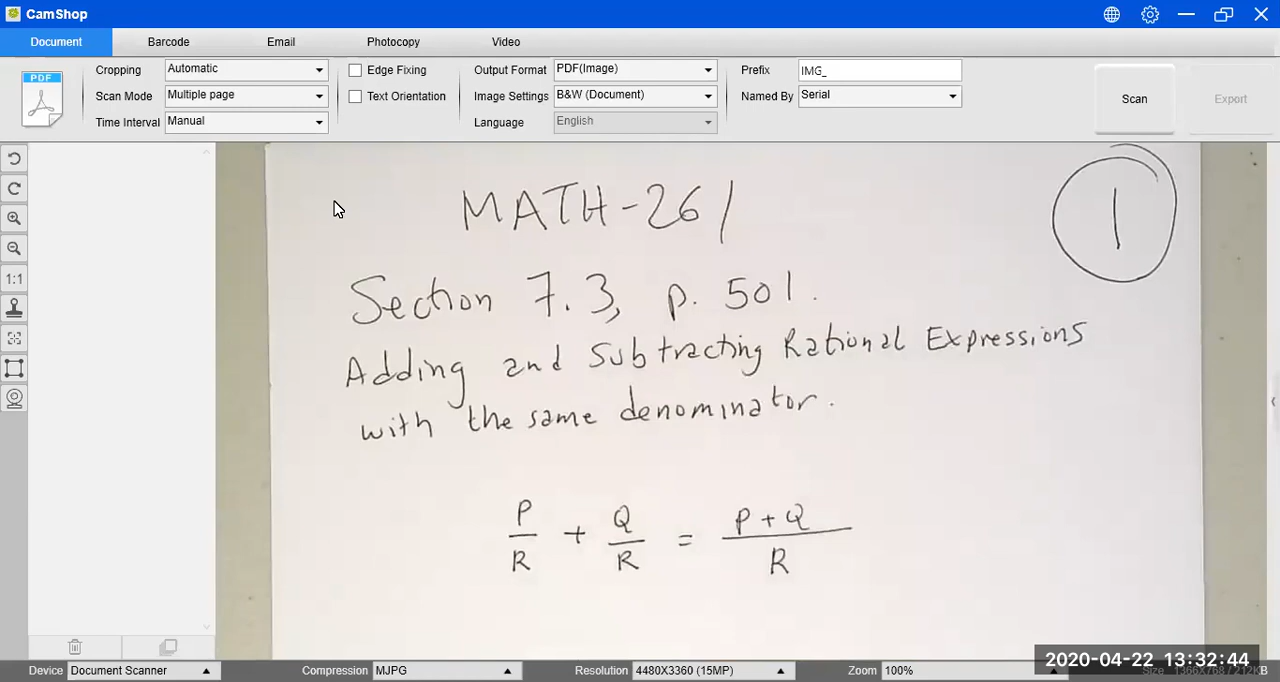 CamShop
Document Barcode Email Photocopy Video
PDF
Cropping Automatic Edge Fixing Output Format PDF(Image) Prefix IMG_
Scan Mode Multiple page Text Orientation Image Settings B&W (Document) Named By Serial
Time Interval Manual Language English
Scan Export
1:1
MATH-261
1
Section 7.3, p. 501.
Adding and Subtracting Rational Expressions
with the same denominator.
P/R + Q/R = P+Q/R
2020-04-22 13:32:44
Device Document Scanner Compression MJPG Resolution 4480X3360 (15MP) Zoom 100%